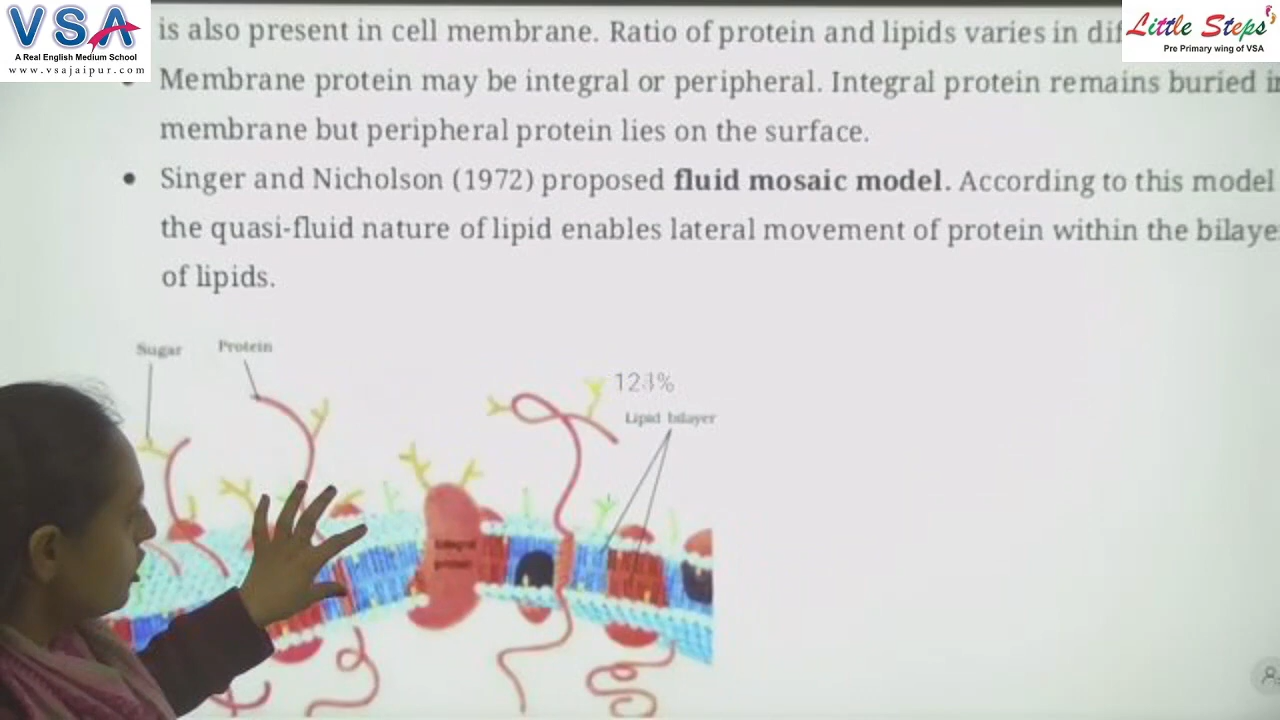 VSA
A Real English Medium School
www.vsajaipur.com
Little Steps
Pre Primary wing of VSA
is also present in cell membrane. Ratio of protein and lipids varies in dif
Membrane protein may be integral or peripheral. Integral protein remains buried in
membrane but peripheral protein lies on the surface.
• Singer and Nicholson (1972) proposed fluid mosaic model. According to this model
the quasi-fluid nature of lipid enables lateral movement of protein within the bilayer
of lipids.
Sugar Protein
Lipid bilayer
Integral
protein